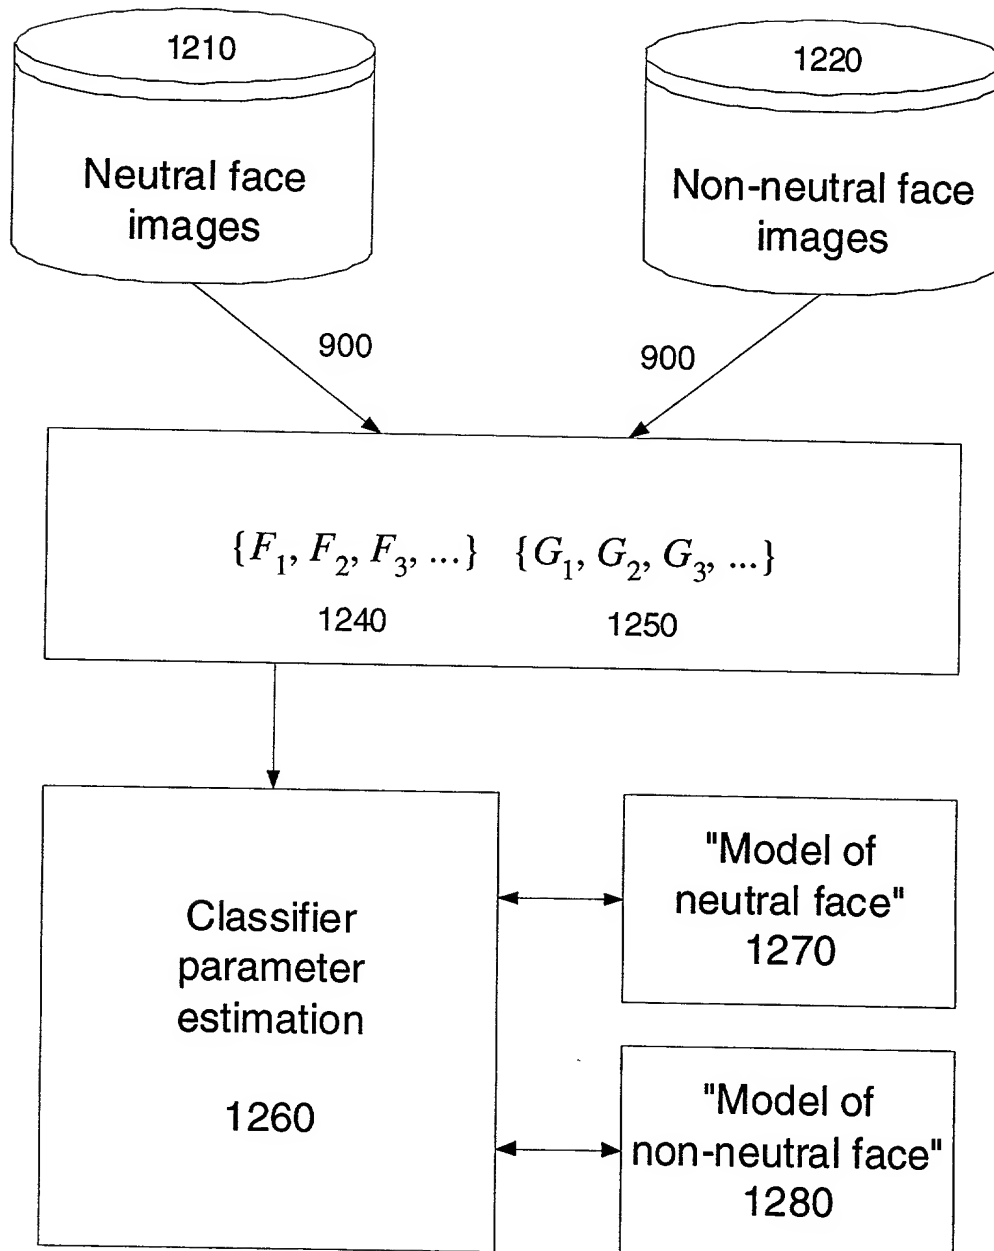 1210
Neutral face
images
1220
Non-neutral face
images
900
900
{F1, F2, F3, ...} {G1, G2, G3, ...}
1240
1250
Classifier
parameter
estimation
1260
"Model of
neutral face"
1270
"Model of
non-neutral face"
1280